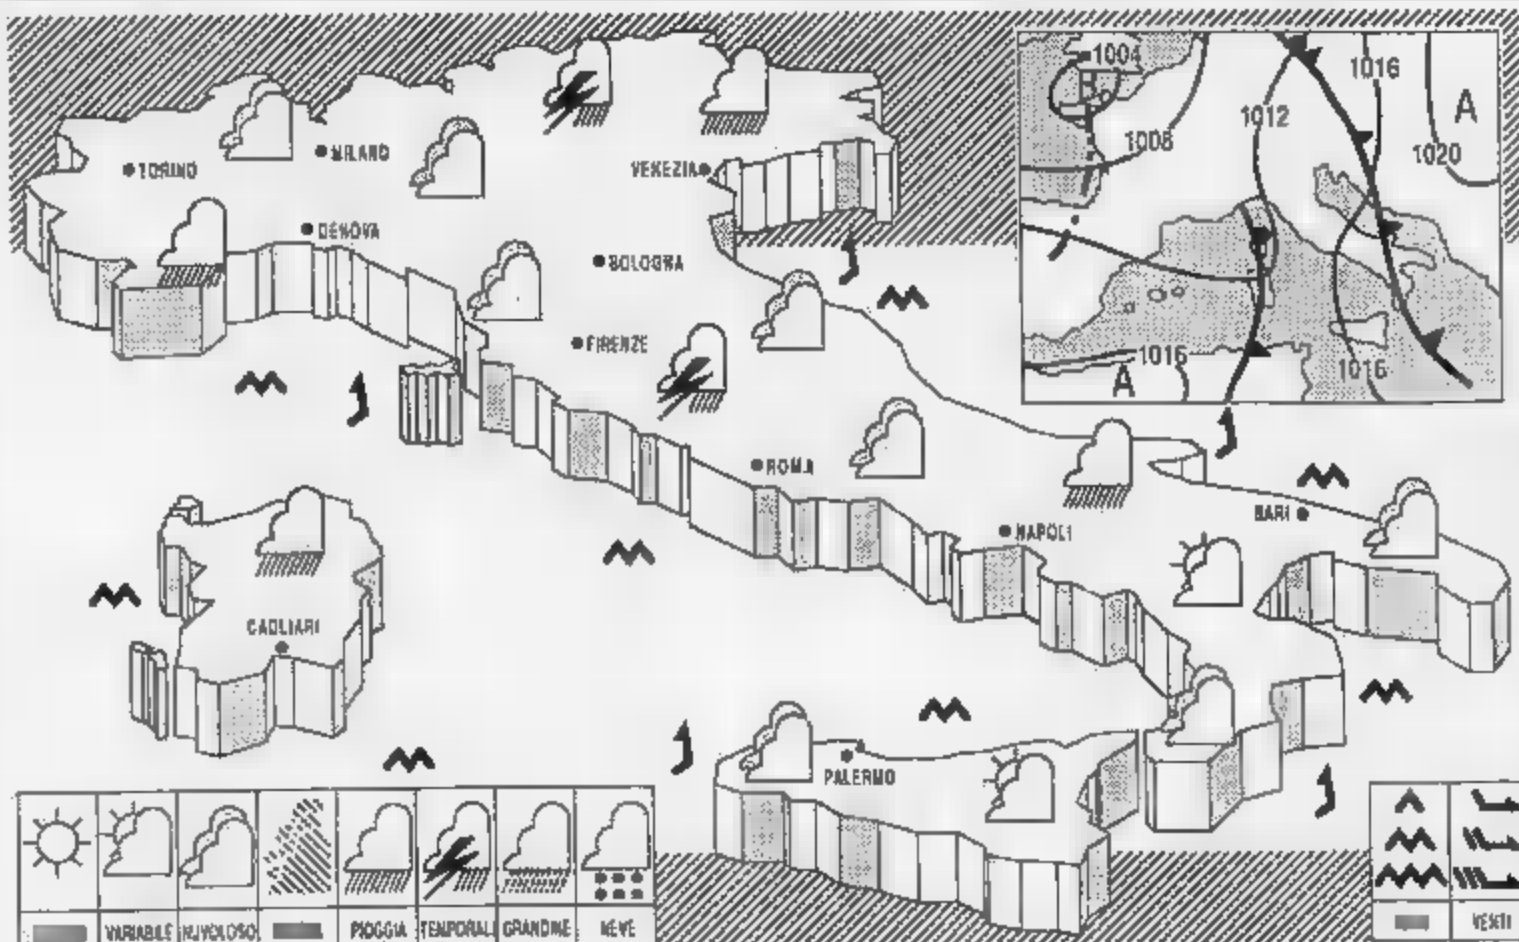 1004
1016
A
1012
1008
1020
MILANO
TORINO
VENEZIA
GENOVA
BOLOGNA
FIRENZE
1016
1016
A
ROMA
BARI
NAPOLI
CAGLIARI
PALERMO
VARIABILE NUVOLOSO PIOGGIA TEMPORALI GRANDINE NEVE
VENTI